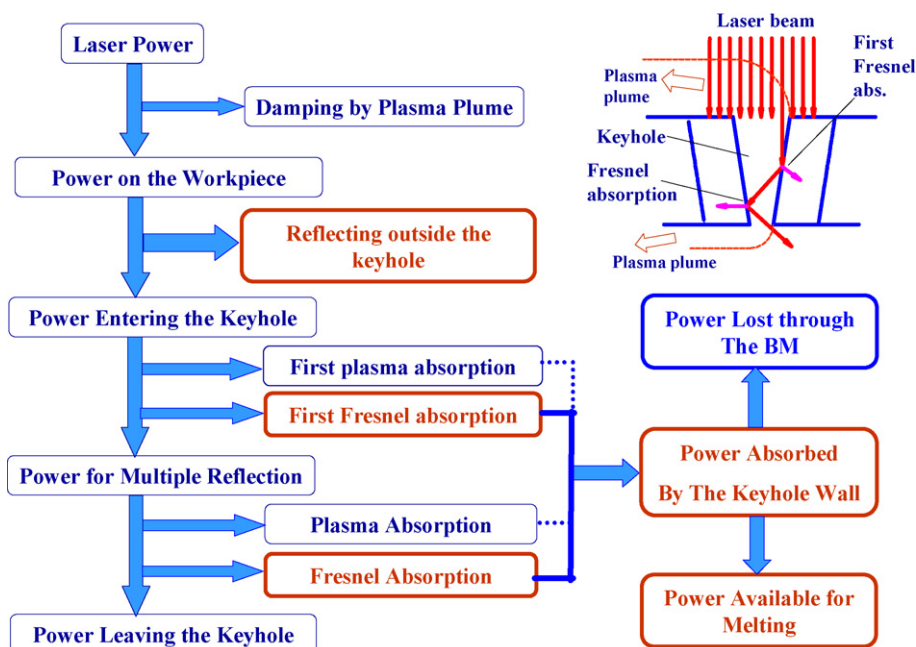 Laser Power
Damping by Plasma Plume
Power on the Workpiece
Reflecting outside the
keyhole
Power Entering the Keyhole
First plasma absorption
First Fresnel absorption
Power for Multiple Reflection
Plasma Absorption
Fresnel Absorption
Power Leaving the Keyhole
Laser beam
First
Fresnel
abs.
Plasma
plume
Keyhole
Fresnel
absorption
Plasma plume
Power Lost through
The BM
Power Absorbed
By The Keyhole Wall
Power Available for
Melting